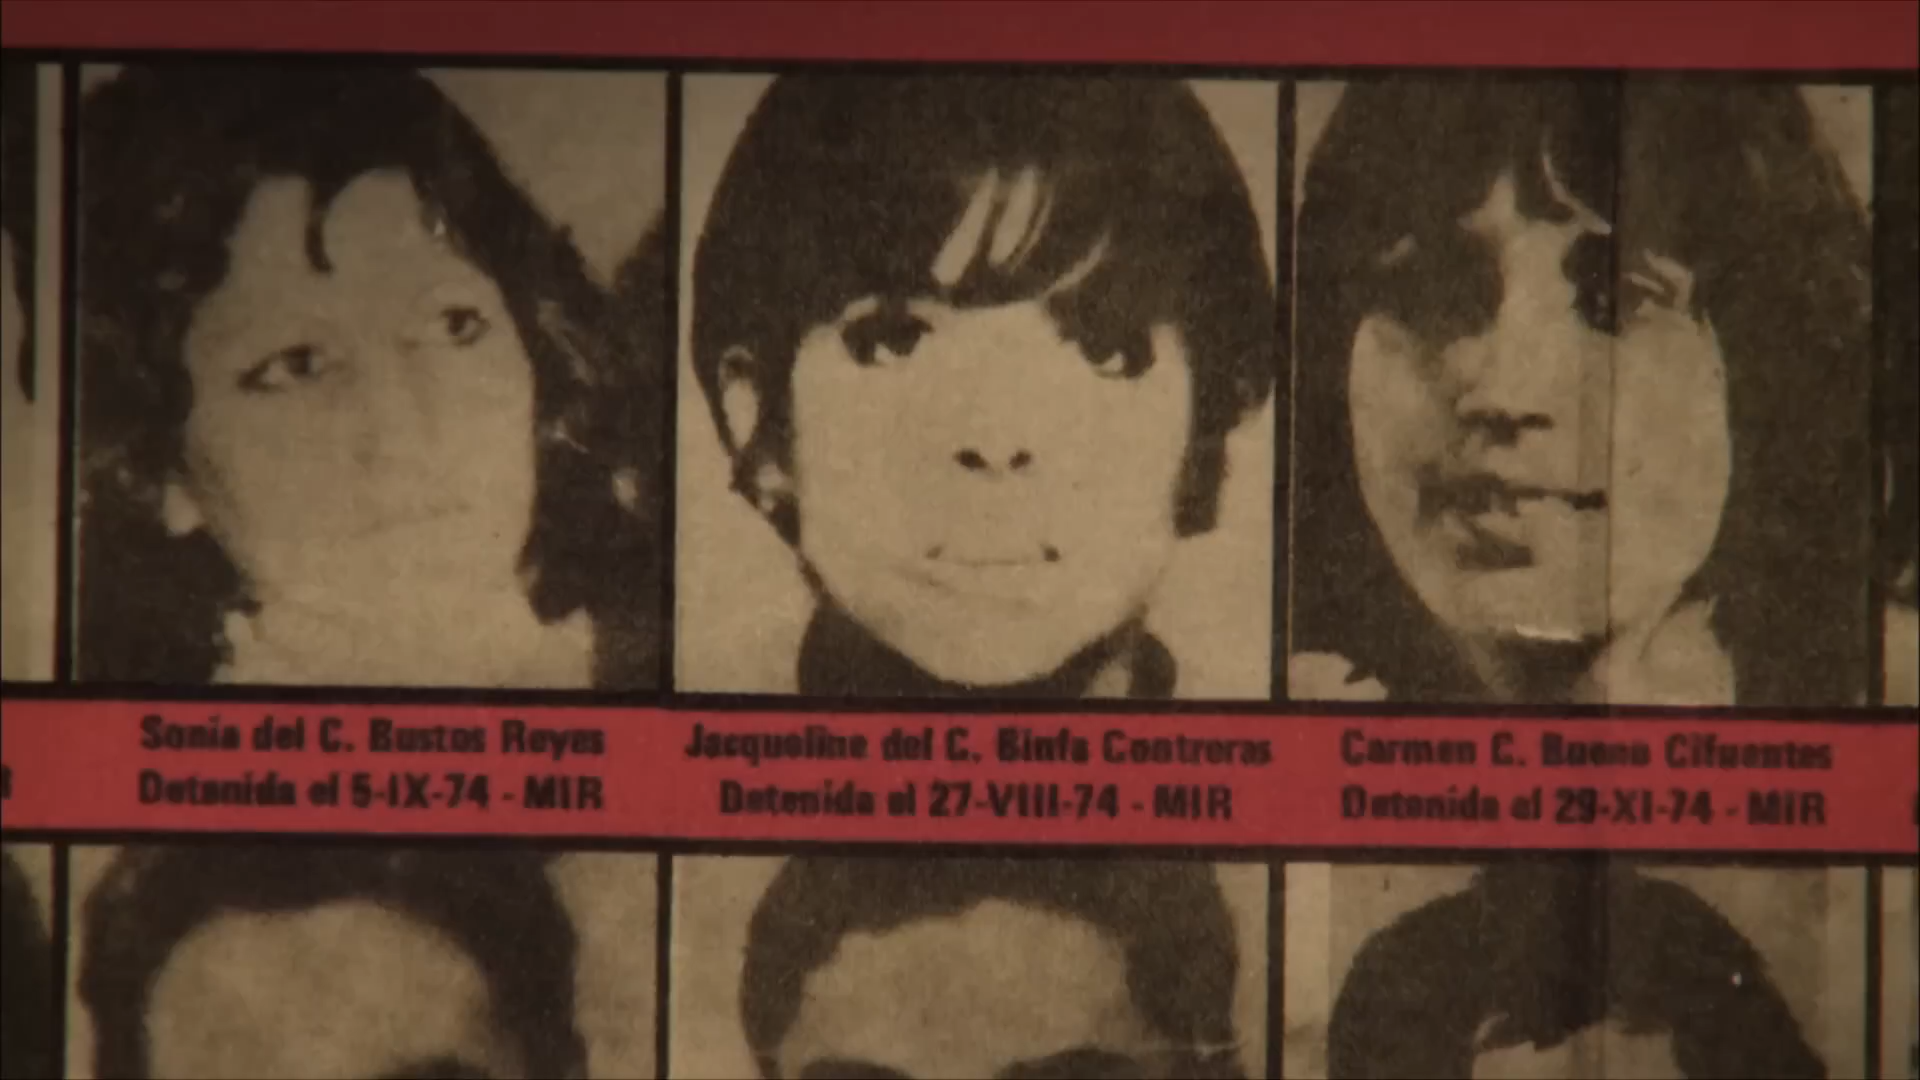 Sonia del C. Bustos Reyes
Detenida el 5-IX-74 - MIR
Jacqueline del C. Binfa Contreras
Detenida el 27-VIII-74 - MIR
Carmen C. Bueno Cifuentes
Detenida el 29-XI-74 - MIR